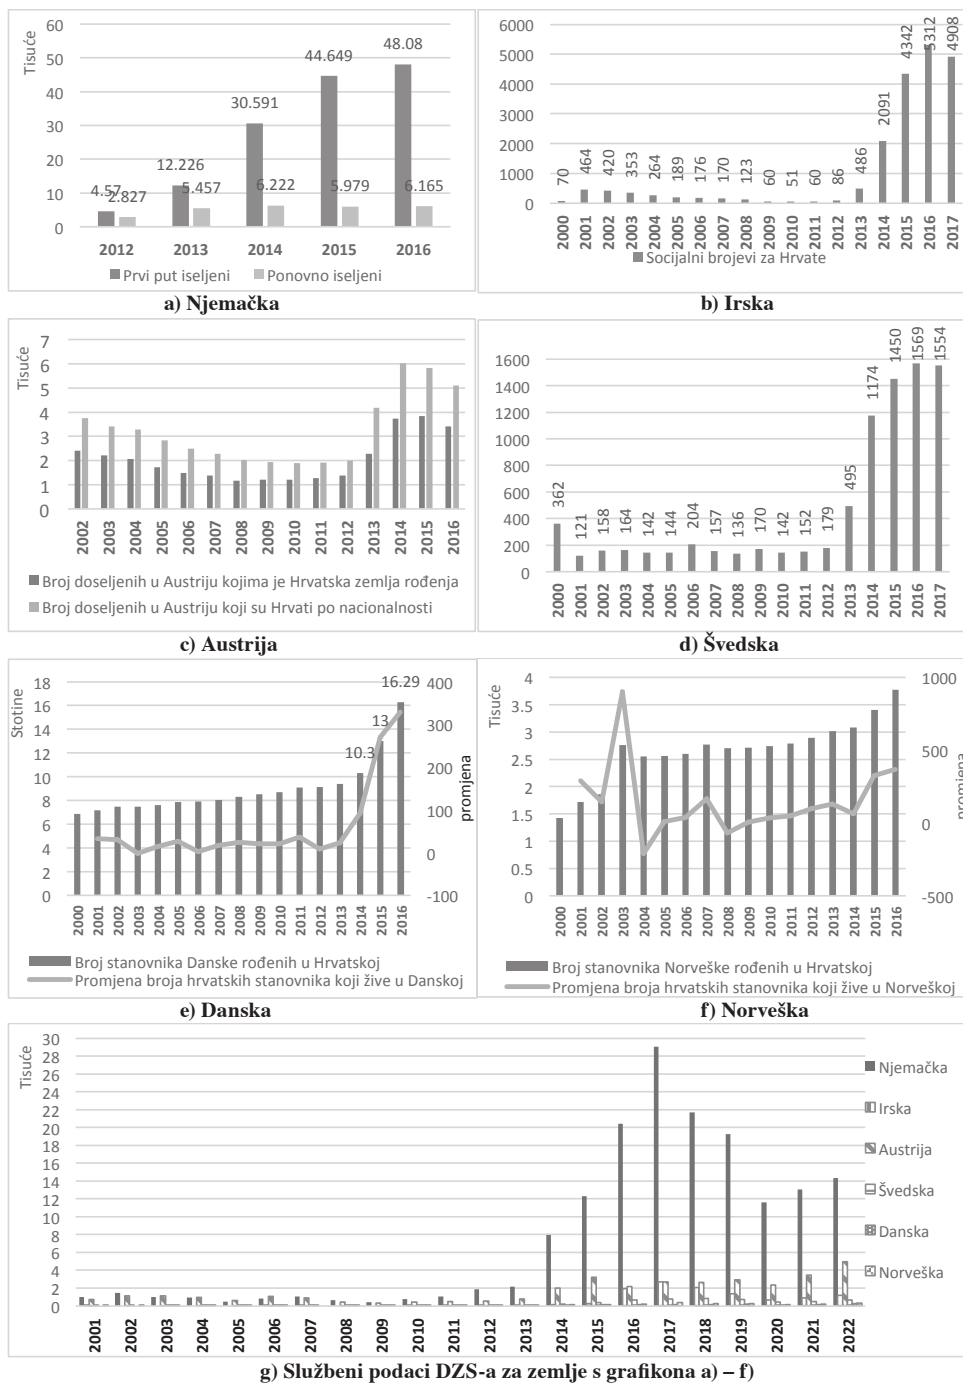 Tisuće
60
50
40
30
20
10
0
4.57
2.827
12.226
5.457
30.591
6.222
44.649
5.979
48.08
6.165
2012 2013 2014 2015 2016
Prvi put iseljeni Ponovno iseljeni
a) Njemačka
6000
5000
4000
3000
2000
1000
0
70 464 420 353 264 189 176 170 123 60 51 60 86 486 2091 4342 5312 4908
2000 2001 2002 2003 2004 2005 2006 2007 2008 2009 2010 2011 2012 2013 2014 2015 2016 2017
Socijalni brojevi za Hrvate
b) Irska
Tisuće
7
6
5
4
3
2
1
0
2002 2003 2004 2005 2006 2007 2008 2009 2010 2011 2012 2013 2014 2015 2016
Broj doseljenih u Austriju kojima je Hrvatska zemlja rođenja
Broj doseljenih u Austriju koji su Hrvati po nacionalnosti
c) Austrija
1600
1400
1200
1000
800
600
400
200
0
362 121 158 164 142 144 204 157 136 170 142 152 179 495 1174 1450 1569 1554
2000 2001 2002 2003 2004 2005 2006 2007 2008 2009 2010 2011 2012 2013 2014 2015 2016 2017
d) Švedska
Stotine
18
16
14
12
10
8
6
4
2
0
10.3
13
16.29
400
300
200
100
0
-100
promjena
2000 2001 2002 2003 2004 2005 2006 2007 2008 2009 2010 2011 2012 2013 2014 2015 2016
Broj stanovnika Danske rođenih u Hrvatskoj
Promjena broja hrvatskih stanovnika koji žive u Danskoj
e) Danska
Tisuće
4
3.5
3
2.5
2
1.5
1
0.5
0
1000
500
0
-500
promjena
2000 2001 2002 2003 2004 2005 2006 2007 2008 2009 2010 2011 2012 2013 2014 2015 2016
Broj stanovnika Norveške rođenih u Hrvatskoj
Promjena broja hrvatskih stanovnika koji žive u Norveškoj
f) Norveška
Tisuće
30
28
26
24
22
20
18
16
14
12
10
8
6
4
2
0
2001 2002 2003 2004 2005 2006 2007 2008 2009 2010 2011 2012 2013 2014 2015 2016 2017 2018 2019 2020 2021 2022
Njemačka
Irska
Austrija
Švedska
Danska
Norveška
g) Službeni podaci DZS-a za zemlje s grafikona a) – f)